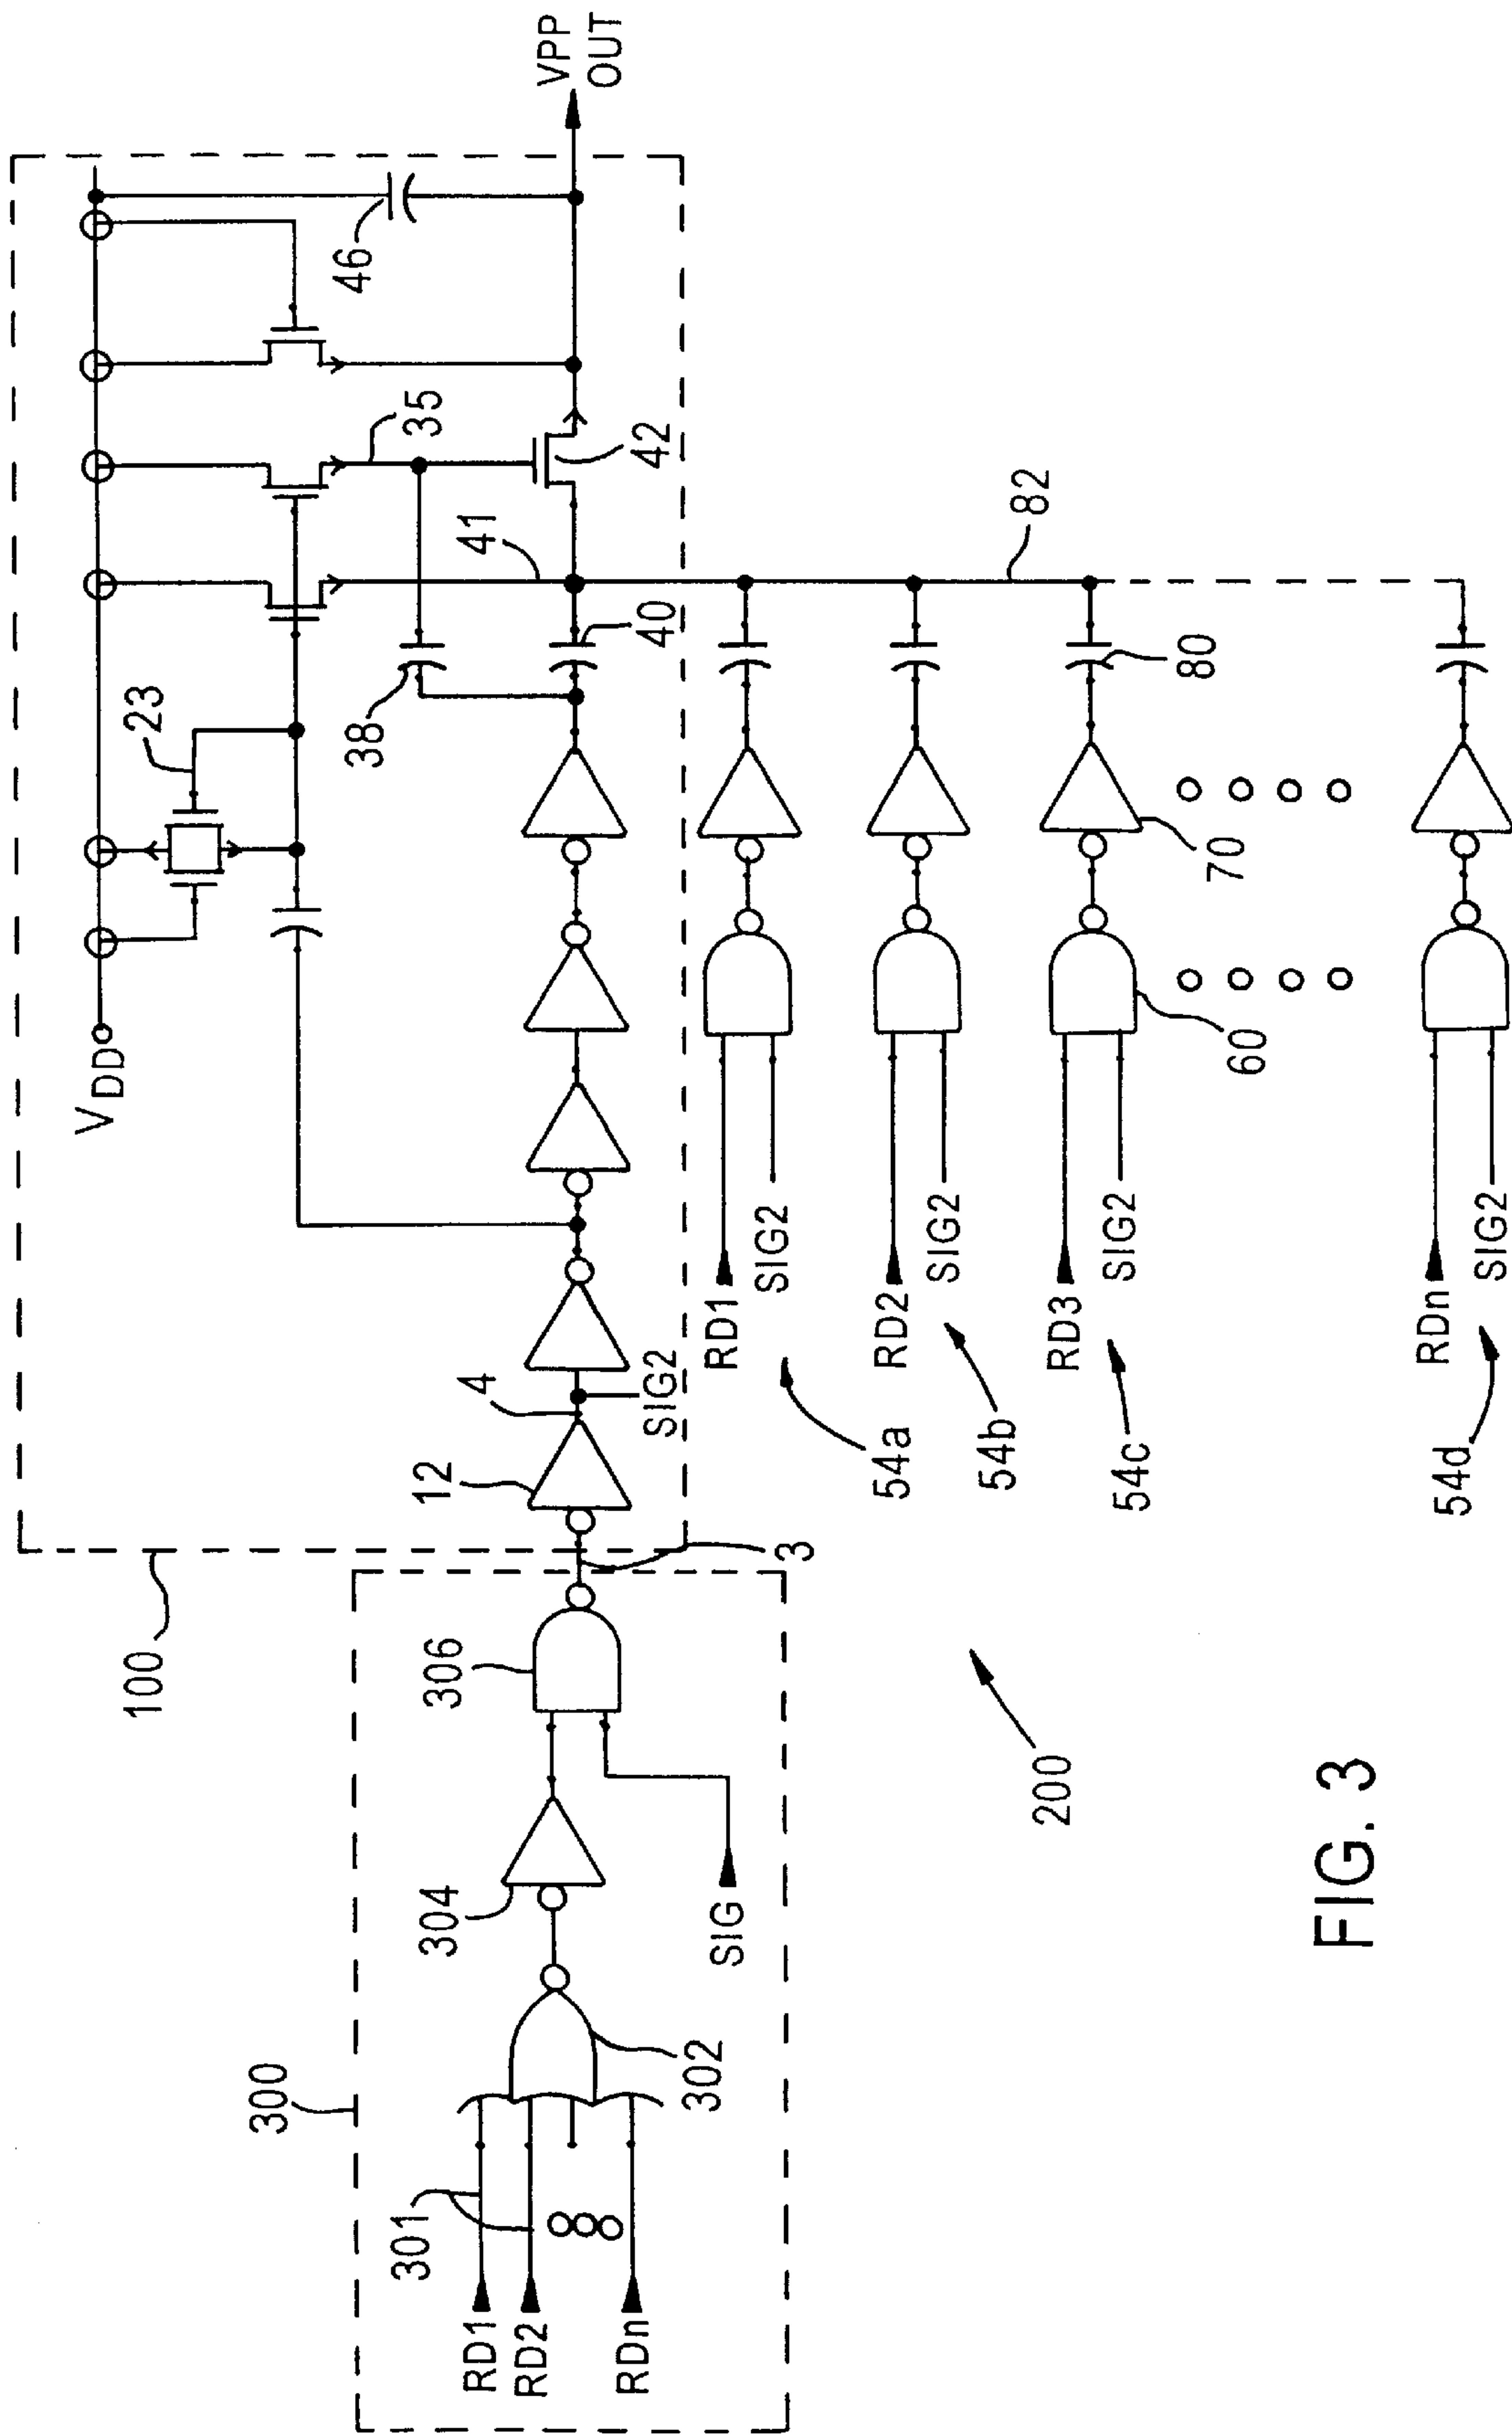 100
VDD
23
35
46
VPP
OUT
38
41
40
42
12
4
SIG2
300
301
RD1
RD2
RDn
302
304
306
SIG
3
RD1
SIG2
54a
RD2
SIG2
54b
RD3
SIG2
54c
60
70
80
82
RDn
SIG2
54d
200
FIG. 3